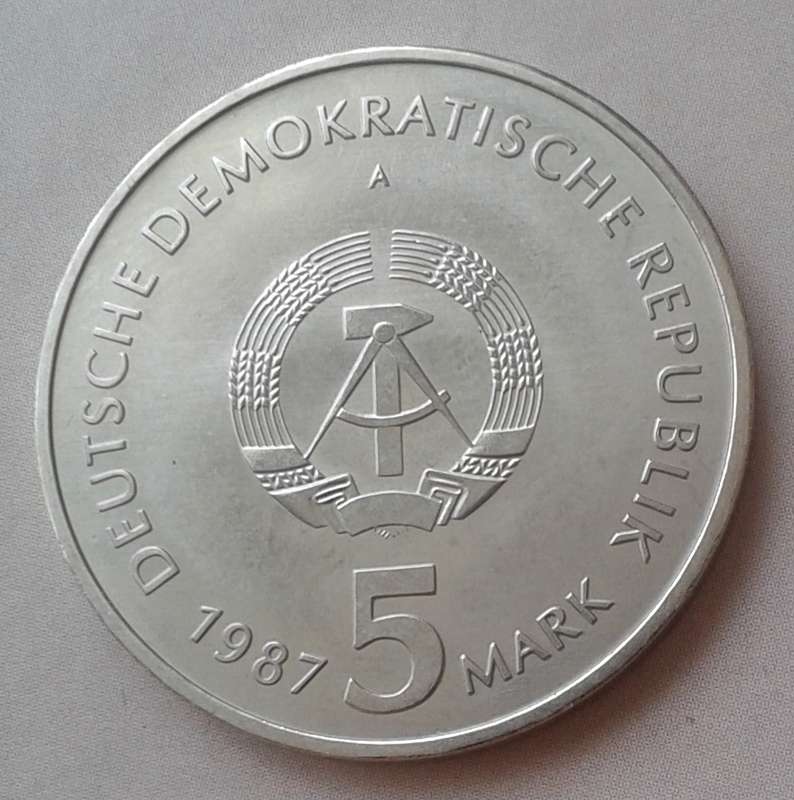 DEUTSCHE DEMOKRATISCHE REPUBLIK
A
1987 5 MARK